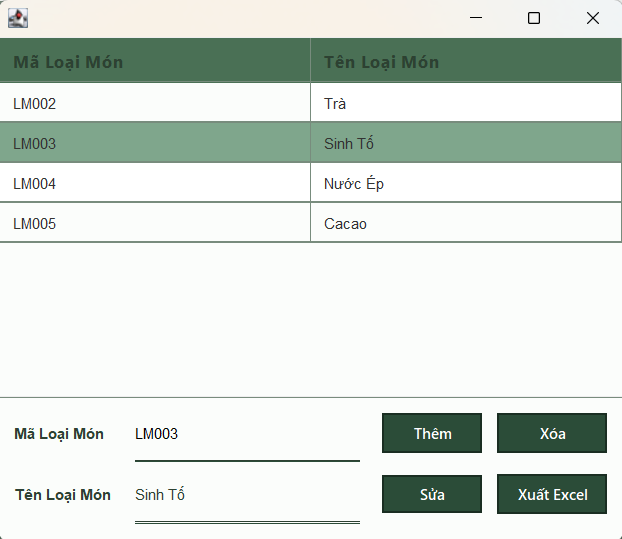 Mã Loại Món Tên Loại Món
LM002 Trà
LM003 Sinh Tố
LM004 Nước Ép
LM005 Cacao
Mã Loại Món LM003 Thêm Xóa
Tên Loại Món Sinh Tố Sửa Xuất Excel